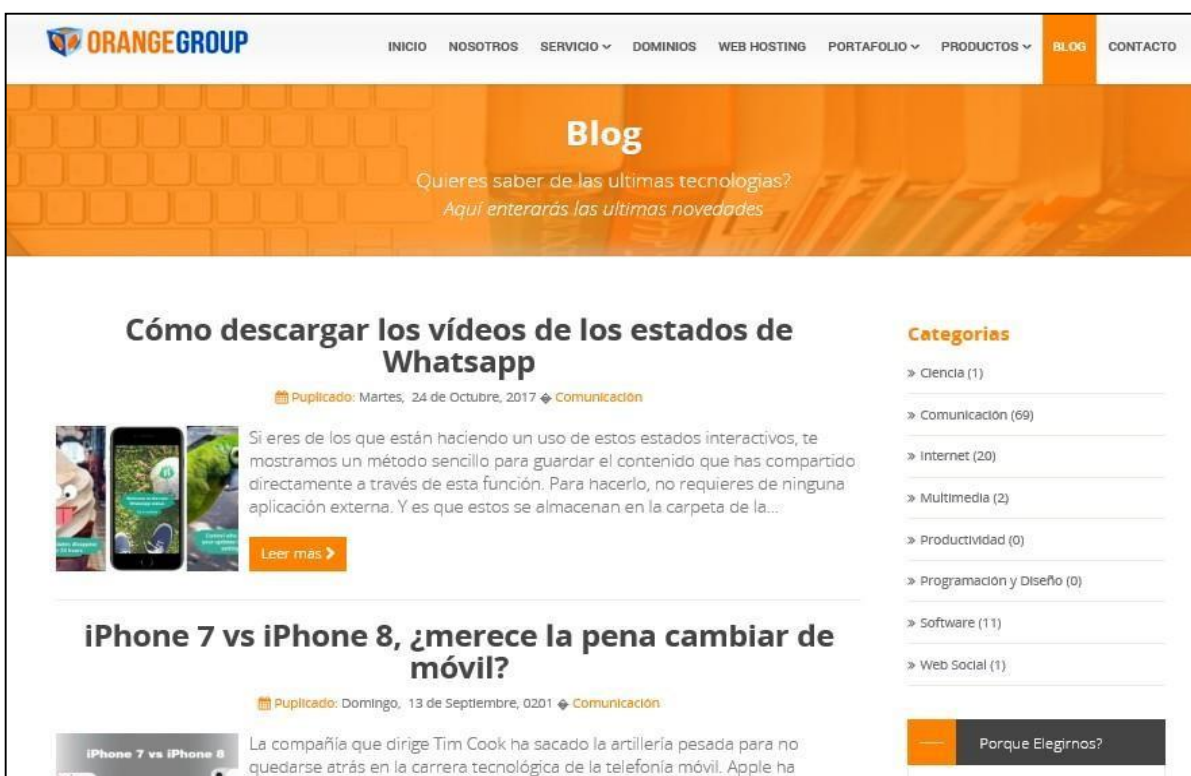 ORANGEGROUP
INICIO NOSOTROS SERVICIO DOMINIOS WEB HOSTING PORTAFOLIO PRODUCTOS BLOG CONTACTO
Blog
Quieres saber de las ultimas tecnologias?
Aquí enterarás las ultimas novedades
Cómo descargar los vídeos de los estados de
Whatsapp
Puplicado: Martes, 24 de Octubre, 2017 � Comunicación
Si eres de los que están haciendo un uso de estos estados interactivos, te
mostramos un método sencillo para guardar el contenido que has compartido
directamente a través de esta función. Para hacerlo, no requieres de ninguna
aplicación externa. Y es que estos se almacenan en la carpeta de la...
Leer mas
iPhone 7 vs iPhone 8, ¿merece la pena cambiar de
móvil?
Puplicado: Domingo, 13 de Septiembre, 0201 � Comunicación
iPhone 7 vs iPhone 8
La compañía que dirige Tim Cook ha sacado la artillería pesada para no
quedarse atrás en la carrera tecnológica de la telefonía móvil. Apple ha
Categorias
» Ciencia (1)
» Comunicación (69)
» Internet (20)
» Multimedia (2)
» Productividad (0)
» Programación y Diseño (0)
» Software (11)
» Web Social (1)
Porque Elegirnos?